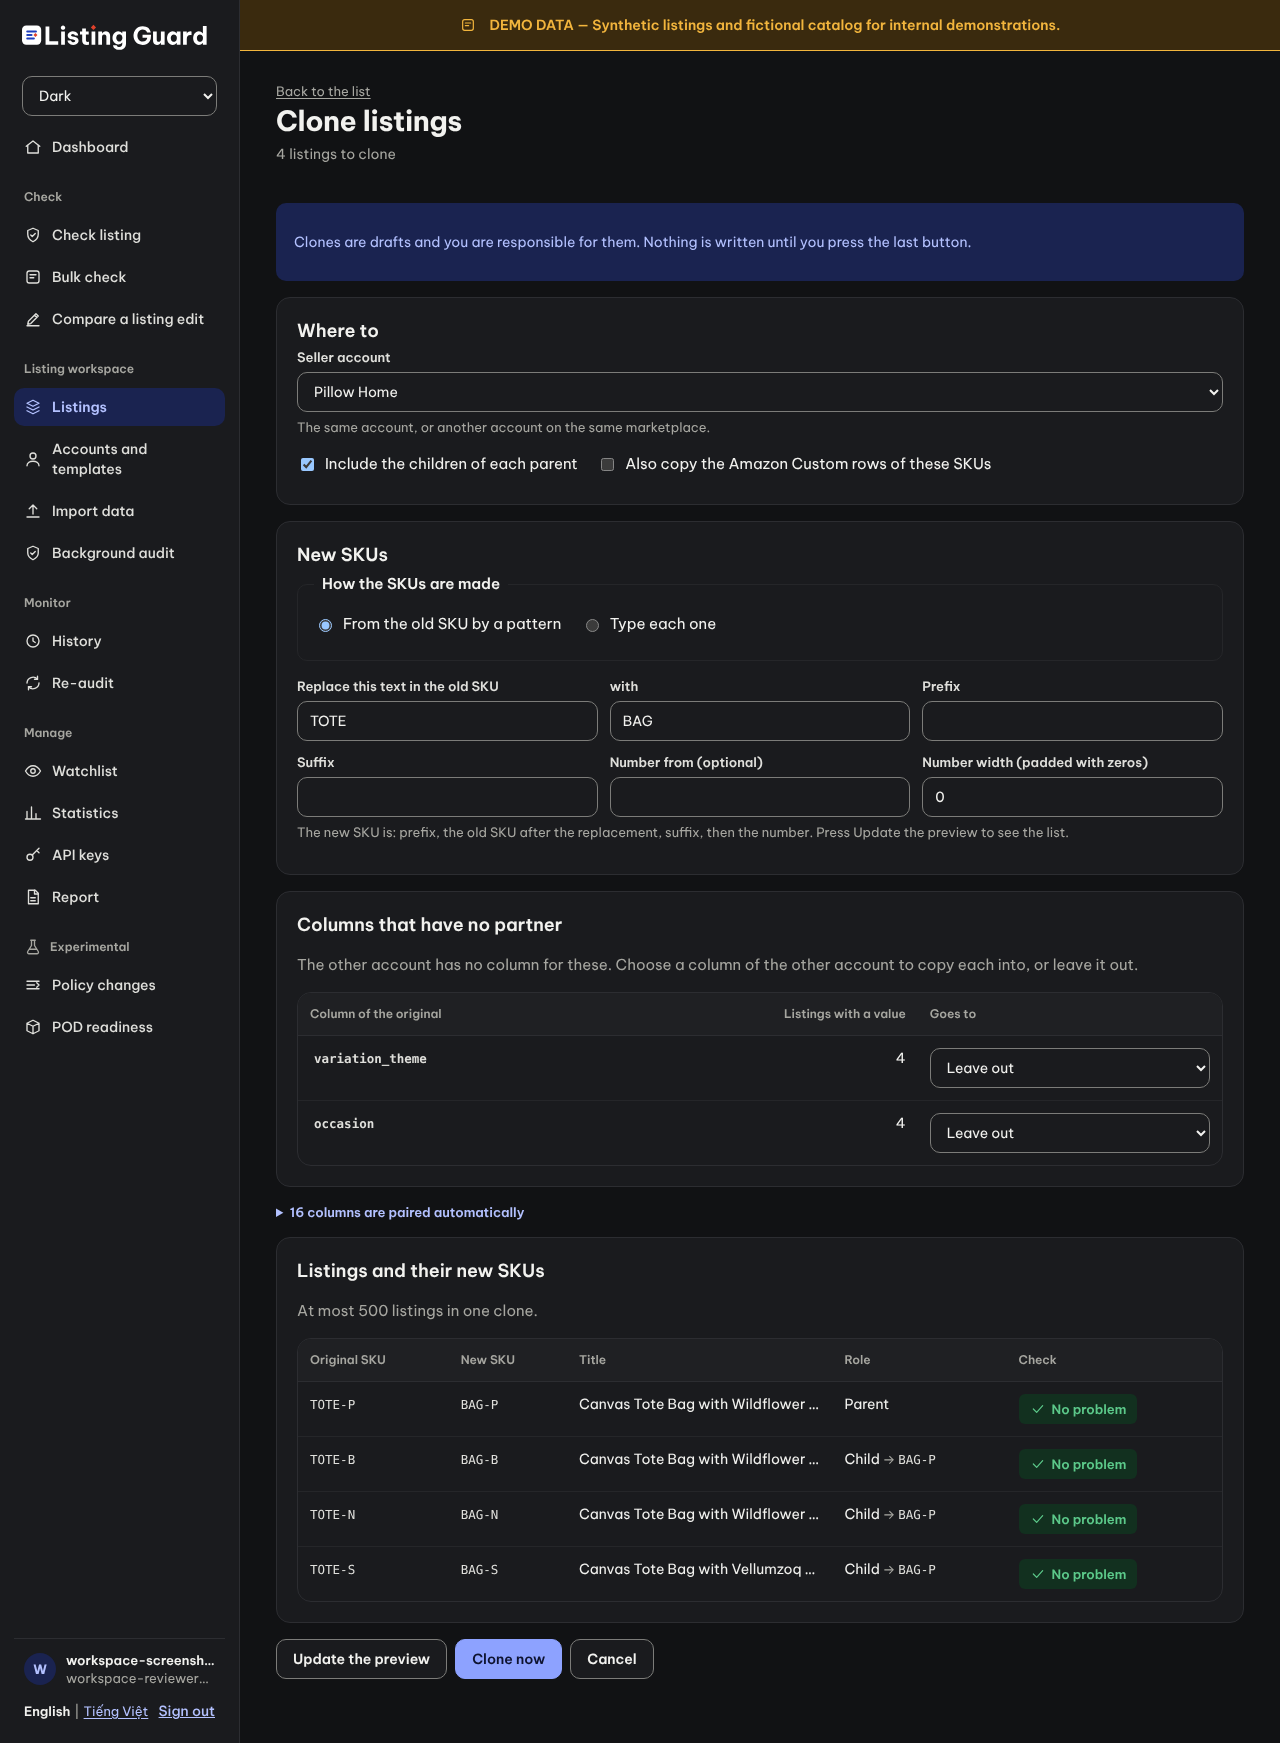 Listing Guard
DEMO DATA — Synthetic listings and fictional catalog for internal demonstrations.
Dark
Dashboard
Check
Check listing
Bulk check
Compare a listing edit
Listing workspace
Listings
Accounts and
templates
Import data
Background audit
Monitor
History
Re-audit
Manage
Watchlist
Statistics
API keys
Report
Experimental
Policy changes
POD readiness
W
workspace-screensh...
workspace-reviewer...
English | Tiếng Việt Sign out
Back to the list
Clone listings
4 listings to clone
Clones are drafts and you are responsible for them. Nothing is written until you press the last button.
Where to
Seller account
Pillow Home
The same account, or another account on the same marketplace.
Include the children of each parent Also copy the Amazon Custom rows of these SKUs
New SKUs
How the SKUs are made
From the old SKU by a pattern Type each one
Replace this text in the old SKU with Prefix
TOTE BAG
Suffix Number from (optional) Number width (padded with zeros)
0
The new SKU is: prefix, the old SKU after the replacement, suffix, then the number. Press Update the preview to see the list.
Columns that have no partner
The other account has no column for these. Choose a column of the other account to copy each into, or leave it out.
Column of the original Listings with a value Goes to
variation_theme 4 Leave out
occasion 4 Leave out
16 columns are paired automatically
Listings and their new SKUs
At most 500 listings in one clone.
Original SKU New SKU Title Role Check
TOTE-P BAG-P Canvas Tote Bag with Wildflower ... Parent No problem
TOTE-B BAG-B Canvas Tote Bag with Wildflower ... Child → BAG-P No problem
TOTE-N BAG-N Canvas Tote Bag with Wildflower ... Child → BAG-P No problem
TOTE-S BAG-S Canvas Tote Bag with Vellumzoq ... Child → BAG-P No problem
Update the preview Clone now Cancel